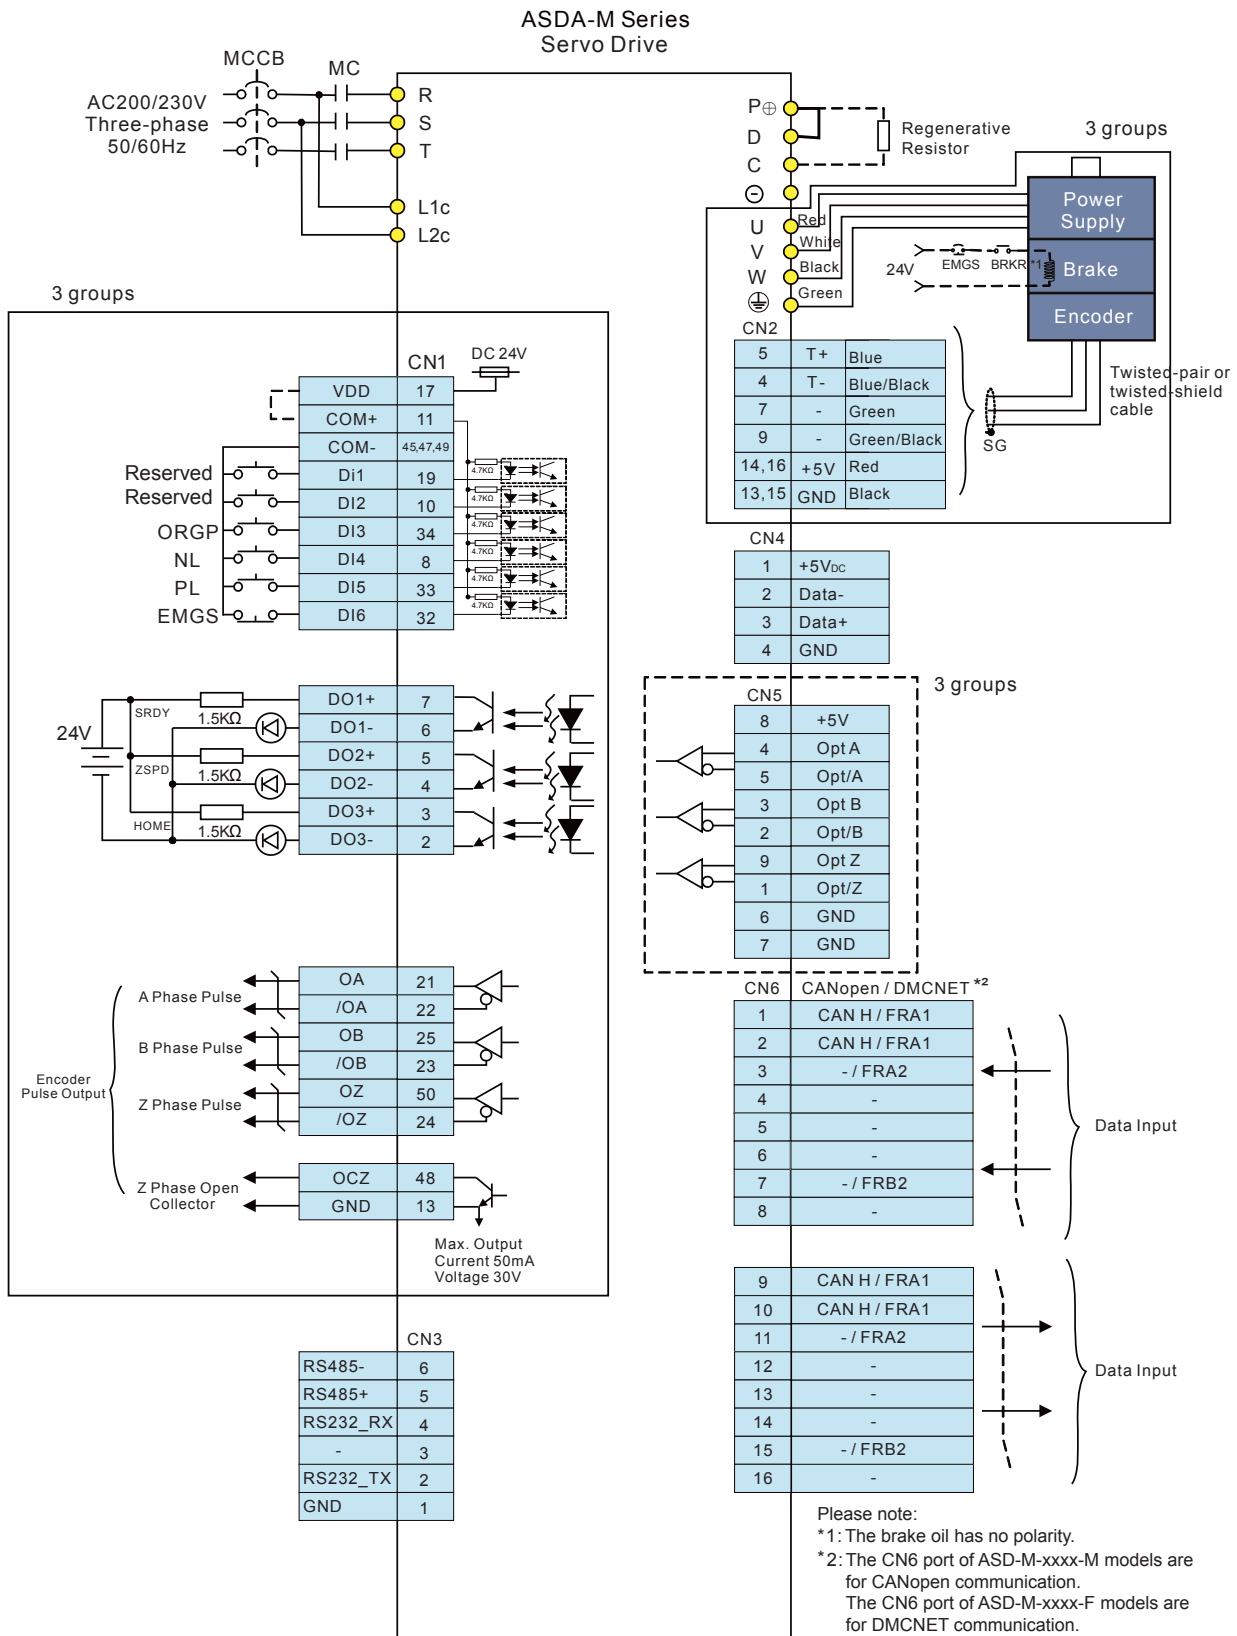 ASDA-M Series
Servo Drive
MCCB
MC
AC200/230V
Three-phase
50/60Hz
R
S
T
L1c
L2c
P⊕
D
C
⊖
U
V
W
Red
White
Black
Green
Regenerative
Resistor
3 groups
Power
Supply
Brake
Encoder
24V
EMGS
BRKR
*1
Twisted-pair or
twisted-shield
cable
SG
CN2
5 T+ Blue
4 T- Blue/Black
7 - Green
9 - Green/Black
14,16 +5V Red
13,15 GND Black
3 groups
CN1
DC 24V
VDD 17
COM+ 11
COM- 45,47,49
Reserved Di1 19 4.7KΩ
Reserved DI2 10 4.7KΩ
ORGP DI3 34 4.7KΩ
NL DI4 8 4.7KΩ
PL DI5 33 4.7KΩ
EMGS DI6 32 4.7KΩ
24V
SRDY
1.5KΩ
ZSPD
1.5KΩ
HOME
1.5KΩ
DO1+ 7
DO1- 6
DO2+ 5
DO2- 4
DO3+ 3
DO3- 2
Encoder
Pulse Output
A Phase Pulse
B Phase Pulse
Z Phase Pulse
Z Phase Open
Collector
OA 21
/OA 22
OB 25
/OB 23
OZ 50
/OZ 24
OCZ 48
GND 13
Max. Output
Current 50mA
Voltage 30V
CN3
RS485- 6
RS485+ 5
RS232_RX 4
- 3
RS232_TX 2
GND 1
CN4
1 +5VDC
2 Data-
3 Data+
4 GND
3 groups
CN5
8 +5V
4 Opt A
5 Opt/A
3 Opt B
2 Opt/B
9 Opt Z
1 Opt/Z
6 GND
7 GND
CN6 CANopen / DMCNET *2
1 CAN H / FRA1
2 CAN H / FRA1
3 - / FRA2
4 -
5 -
6 -
7 - / FRB2
8 -
Data Input
9 CAN H / FRA1
10 CAN H / FRA1
11 - / FRA2
12 -
13 -
14 -
15 - / FRB2
16 -
Data Input
Please note:
*1: The brake oil has no polarity.
*2: The CN6 port of ASD-M-xxxx-M models are
for CANopen communication.
The CN6 port of ASD-M-xxxx-F models are
for DMCNET communication.